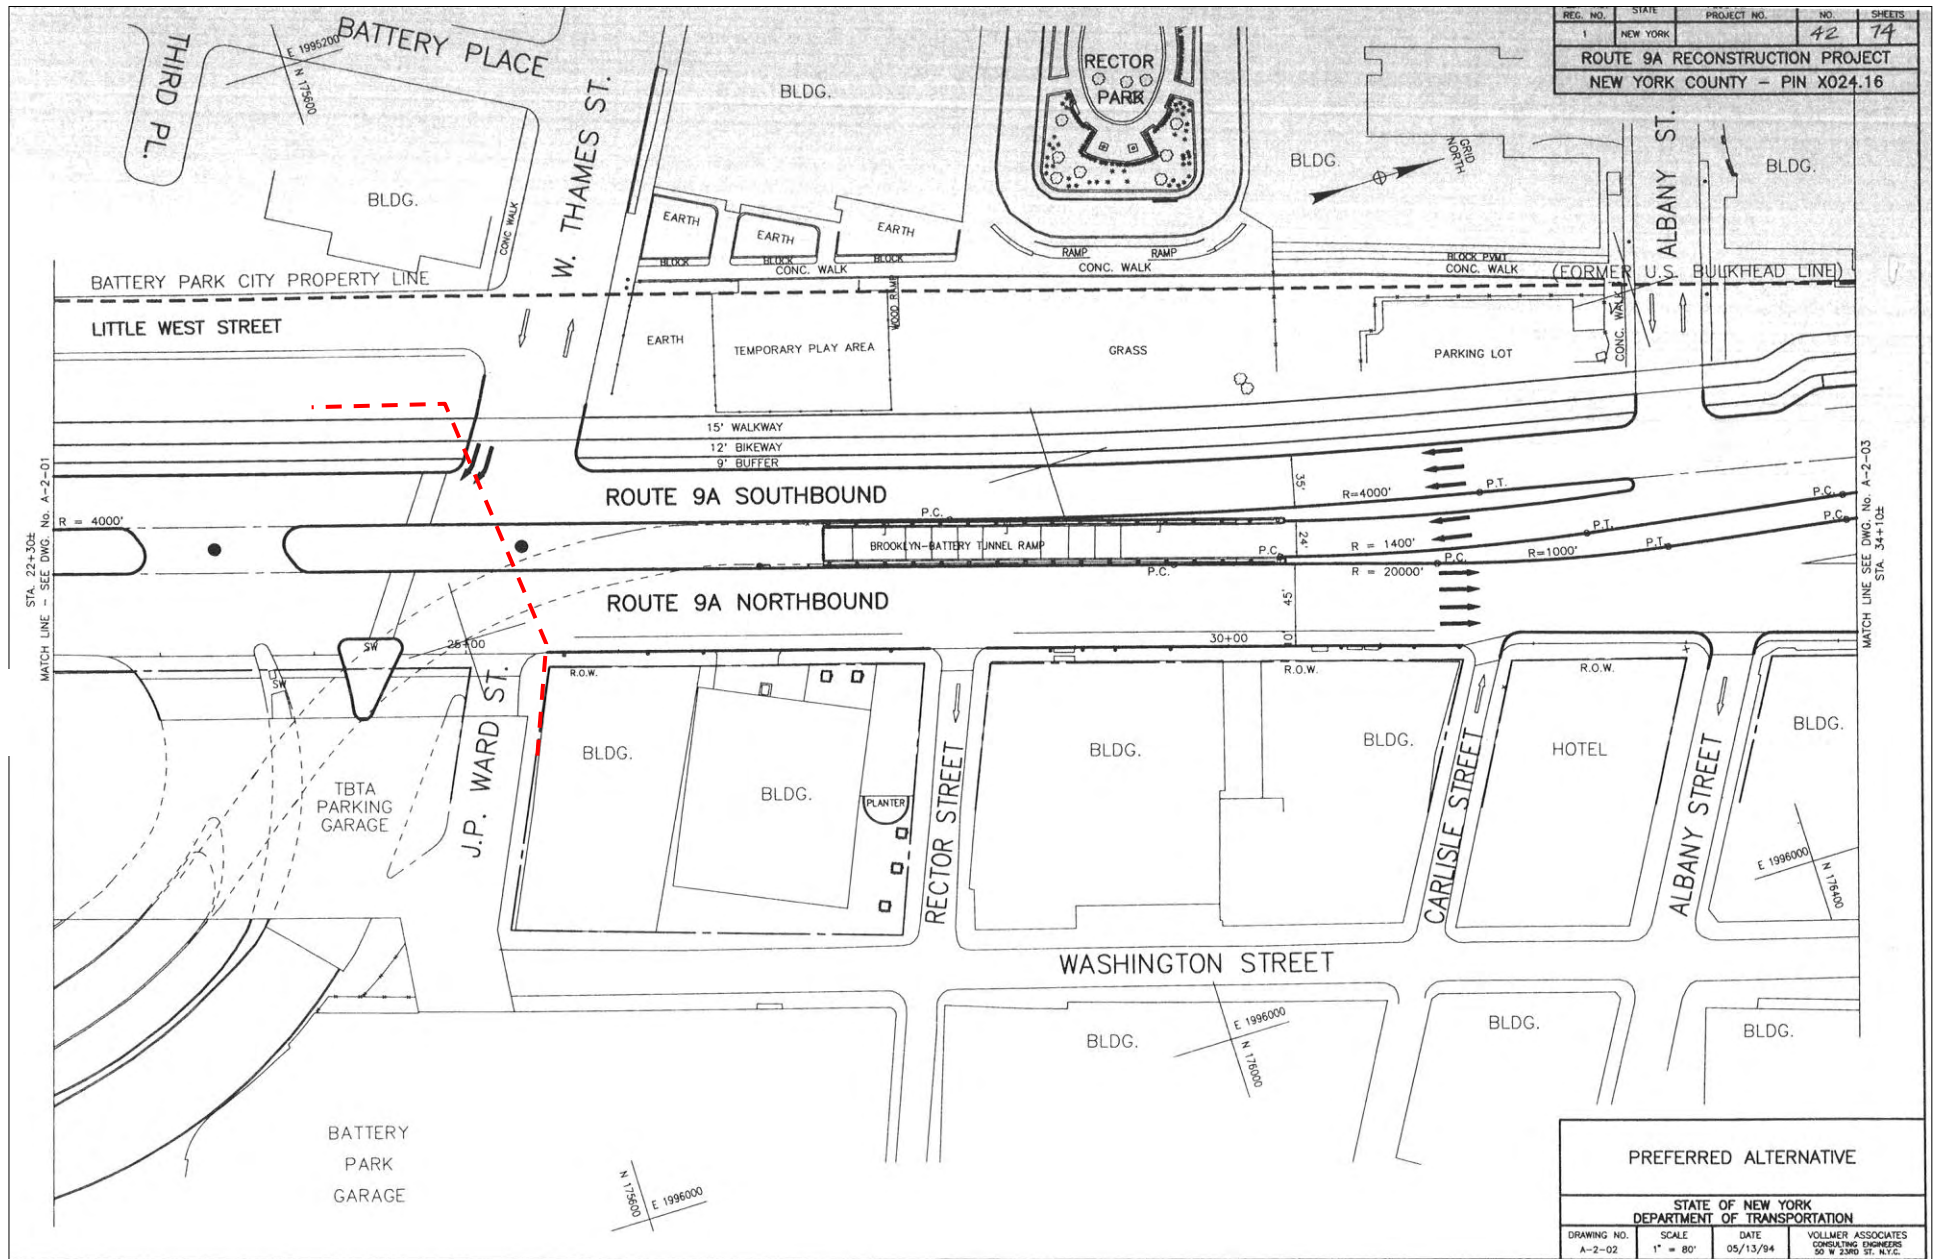 REG. NO.
STATE
PROJECT NO.
NO.
SHEETS
1
NEW YORK
42
74
ROUTE 9A RECONSTRUCTION PROJECT
NEW YORK COUNTY - PIN X024.16
THIRD PL.
E 1995200
N 175600
BATTERY PLACE
W. THAMES ST.
BLDG.
RECTOR
PARK
BLDG.
GRID
NORTH
ALBANY ST.
BLDG.
BLDG.
CONC WALK
EARTH
EARTH
EARTH
BLOCK
BLOCK
BLOCK
CONC. WALK
RAMP
RAMP
CONC. WALK
BLOCK PVMT
CONC. WALK
(FORMER U.S. BULKHEAD LINE)
BATTERY PARK CITY PROPERTY LINE
LITTLE WEST STREET
EARTH
TEMPORARY PLAY AREA
WOOD RAMP
GRASS
PARKING LOT
CONC. WALK
15' WALKWAY
12' BIKEWAY
9' BUFFER
ROUTE 9A SOUTHBOUND
35'
R=4000'
P.T.
P.C.
P.C.
R = 4000'
BROOKLYN-BATTERY TUNNEL RAMP
24'
P.C.
R = 1400'
P.T.
P.C.
R=1000'
P.T.
P.C.
P.C.
R = 20000'
ROUTE 9A NORTHBOUND
45'
MATCH LINE - SEE DWG. No. A-2-01
STA. 22+30±
MATCH LINE SEE DWG. No. A-2-03
STA. 34+10±
SW
25+00
30+00
10'
SW
R.O.W.
R.O.W.
R.O.W.
J.P. WARD ST.
BLDG.
BLDG.
PLANTER
RECTOR STREET
BLDG.
BLDG.
CARLISLE STREET
HOTEL
ALBANY STREET
BLDG.
TBTA
PARKING
GARAGE
E 1996000
N 176400
WASHINGTON STREET
BLDG.
E 1996000
N 176000
BLDG.
BLDG.
BATTERY
PARK
GARAGE
N 175600
E 1996000
PREFERRED ALTERNATIVE
STATE OF NEW YORK
DEPARTMENT OF TRANSPORTATION
DRAWING NO.
A-2-02
SCALE
1" = 80'
DATE
05/13/94
VOLLMER ASSOCIATES
CONSULTING ENGINEERS
50 W 23RD ST. N.Y.C.